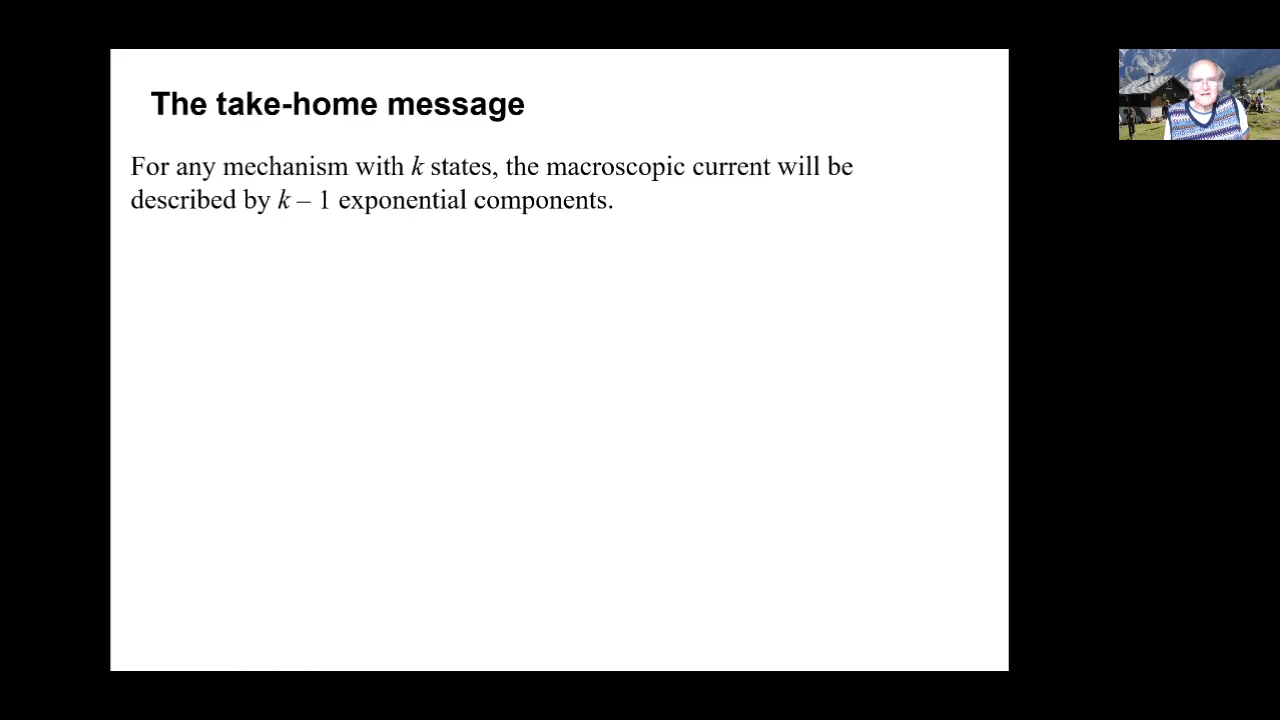 The take-home message
For any mechanism with k states, the macroscopic current will be
described by k – 1 exponential components.